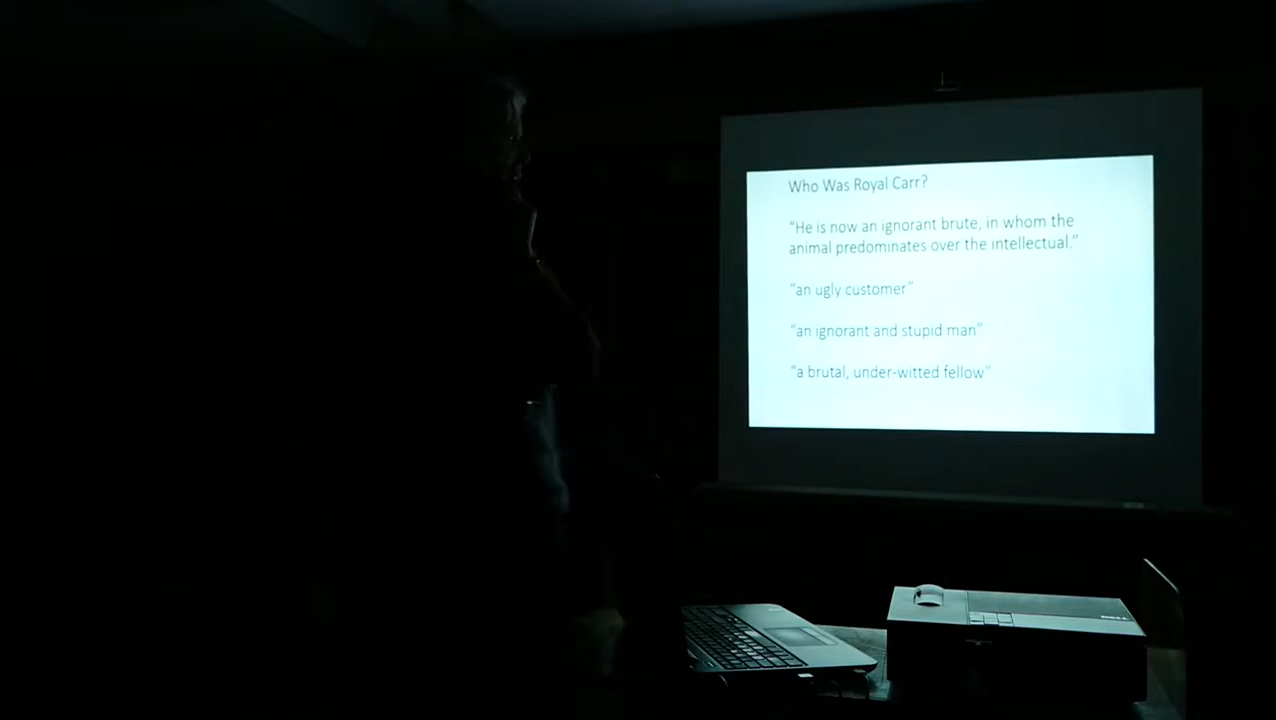 Who Was Royal Carr?
“He is now an ignorant brute, in whom the
animal predominates over the intellectual.”
“an ugly customer”
“an ignorant and stupid man”
“a brutal, under-witted fellow”
DELL